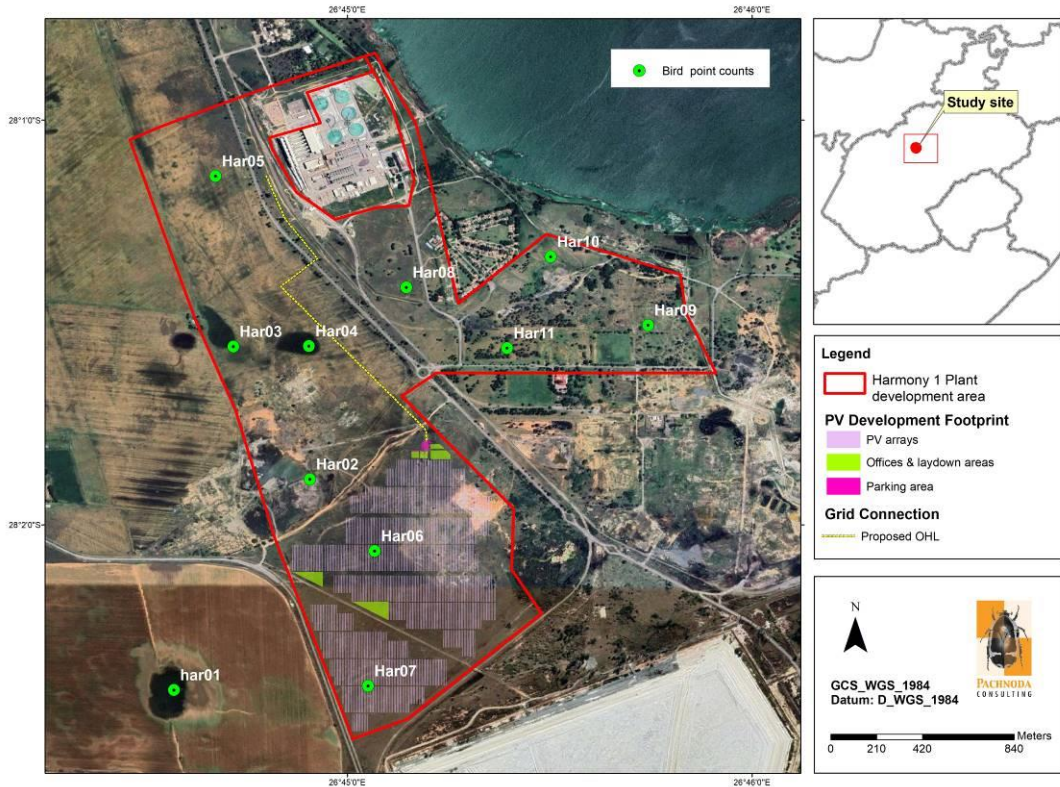 26°45'0"E
26°46'0"E
28°1'0"S
28°2'0"S
Bird point counts
Har05
Har10
Har08
Har09
Har03
Har04
Har11
Har02
Har06
har01
Har07
26°45'0"E
26°46'0"E
Study site
Legend
Harmony 1 Plant
development area
PV Development Footprint
PV arrays
Offices & laydown areas
Parking area
Grid Connection
Proposed OHL
N
PACHNODA
CONSULTING
GCS_WGS_1984
Datum: D_WGS_1984
Meters
0 210 420 840